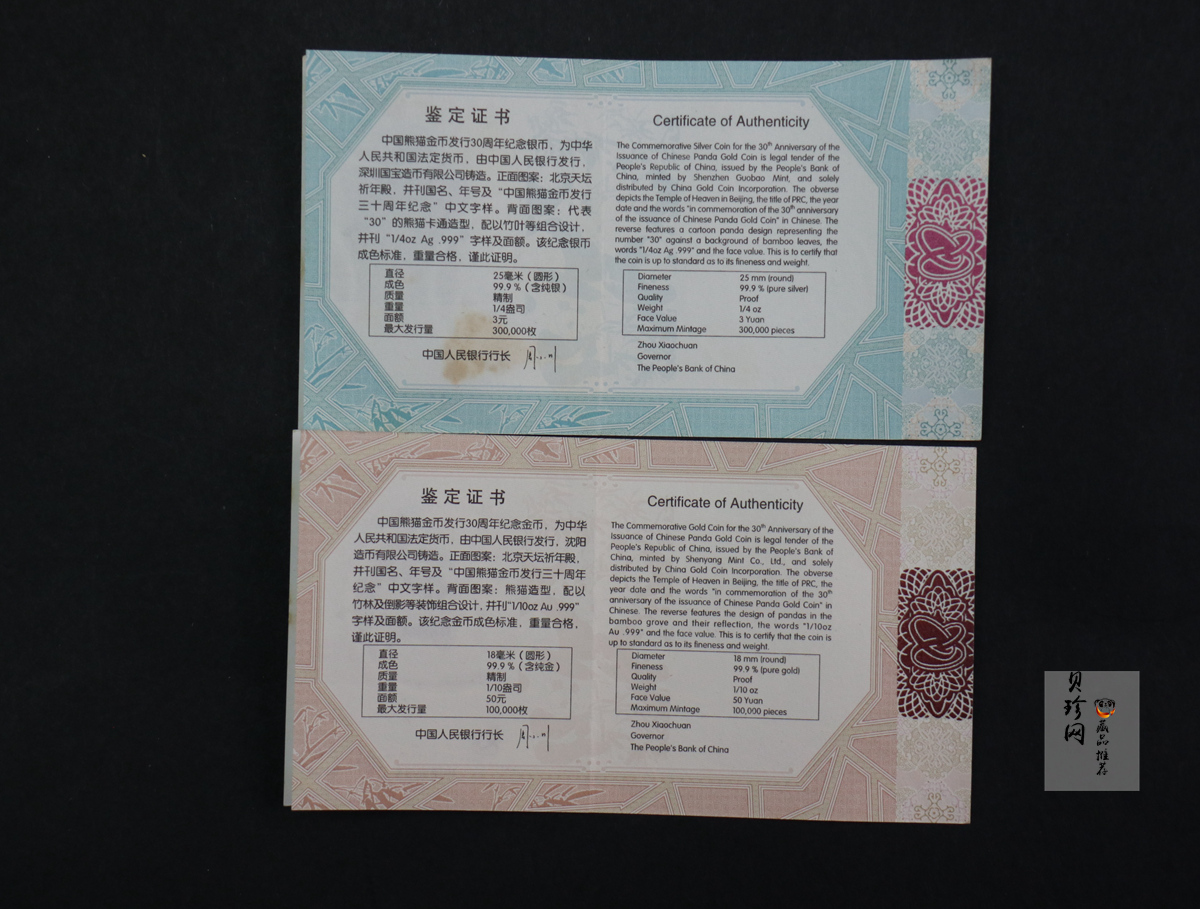 鉴定证书
中国熊猫金币发行30周年纪念银币，为中华
人民共和国法定货币，由中国人民银行发行，
深圳国宝造币有限公司铸造。正面图案：北京天坛
祈年殿，并刊国名、年号及“中国熊猫金币发行
三十周年纪念”中文字样。背面图案：代表
“30”的熊猫卡通造型，配以竹叶等组合设计，
并刊“1/4oz Ag .999”字样及面额。该纪念银币
成色标准，重量合格，谨此证明。
直径 25毫米（圆形）
成色 99.9％（含纯银）
质量 精制
重量 1/4盎司
面额 3元
最大发行量 300,000枚
中国人民银行行长
Certificate of Authenticity
The Commemorative Silver Coin for the 30th Anniversary of the
Issuance of Chinese Panda Gold Coin is legal tender of the
People's Republic of China, issued by the People's Bank of
China, minted by Shenzhen Guobao Mint, and solely
distributed by China Gold Coin Incorporation. The obverse
depicts the Temple of Heaven in Beijing, the title of PRC, the year
date and the words "in commemoration of the 30th anniversary
of the issuance of Chinese Panda Gold Coin" in Chinese. The
reverse features a cartoon panda design representing the
number "30" against a background of bamboo leaves, the
words "1/4oz Ag .999" and the face value. This is to certify that
the coin is up to standard as to its fineness and weight.
Diameter 25 mm (round)
Fineness 99.9 % (pure silver)
Quality Proof
Weight 1/4 oz
Face Value 3 Yuan
Maximum Mintage 300,000 pieces
Zhou Xiaochuan
Governor
The People's Bank of China
鉴定证书
中国熊猫金币发行30周年纪念金币，为中华
人民共和国法定货币，由中国人民银行发行，沈阳
造币有限公司铸造。正面图案：北京天坛祈年殿，
并刊国名、年号及“中国熊猫金币发行三十周年
纪念”中文字样。背面图案：熊猫造型，配以
竹林及倒影等装饰组合设计，并刊“1/10oz Au .999”
字样及面额。该纪念金币成色标准，重量合格，
谨此证明。
直径 18毫米（圆形）
成色 99.9％（含纯金）
质量 精制
重量 1/10盎司
面额 50元
最大发行量 100,000枚
中国人民银行行长
Certificate of Authenticity
The Commemorative Gold Coin for the 30th Anniversary of the
Issuance of Chinese Panda Gold Coin is legal tender of the
People's Republic of China, issued by the People's Bank of
China, minted by Shenyang Mint Co., Ltd., and solely
distributed by China Gold Coin Incorporation. The obverse
depicts the Temple of Heaven in Beijing, the title of PRC, the
year date and the words "in commemoration of the 30th
anniversary of the issuance of Chinese Panda Gold Coin" in
Chinese. The reverse features the design of pandas in the
bamboo grove and their reflection, the words "1/10oz
Au .999" and the face value. This is to certify that the coin is
up to standard as to its fineness and weight.
Diameter 18 mm (round)
Fineness 99.9 % (pure gold)
Quality Proof
Weight 1/10 oz
Face Value 50 Yuan
Maximum Mintage 100,000 pieces
Zhou Xiaochuan
Governor
The People's Bank of China
贝珍网
藏品推荐